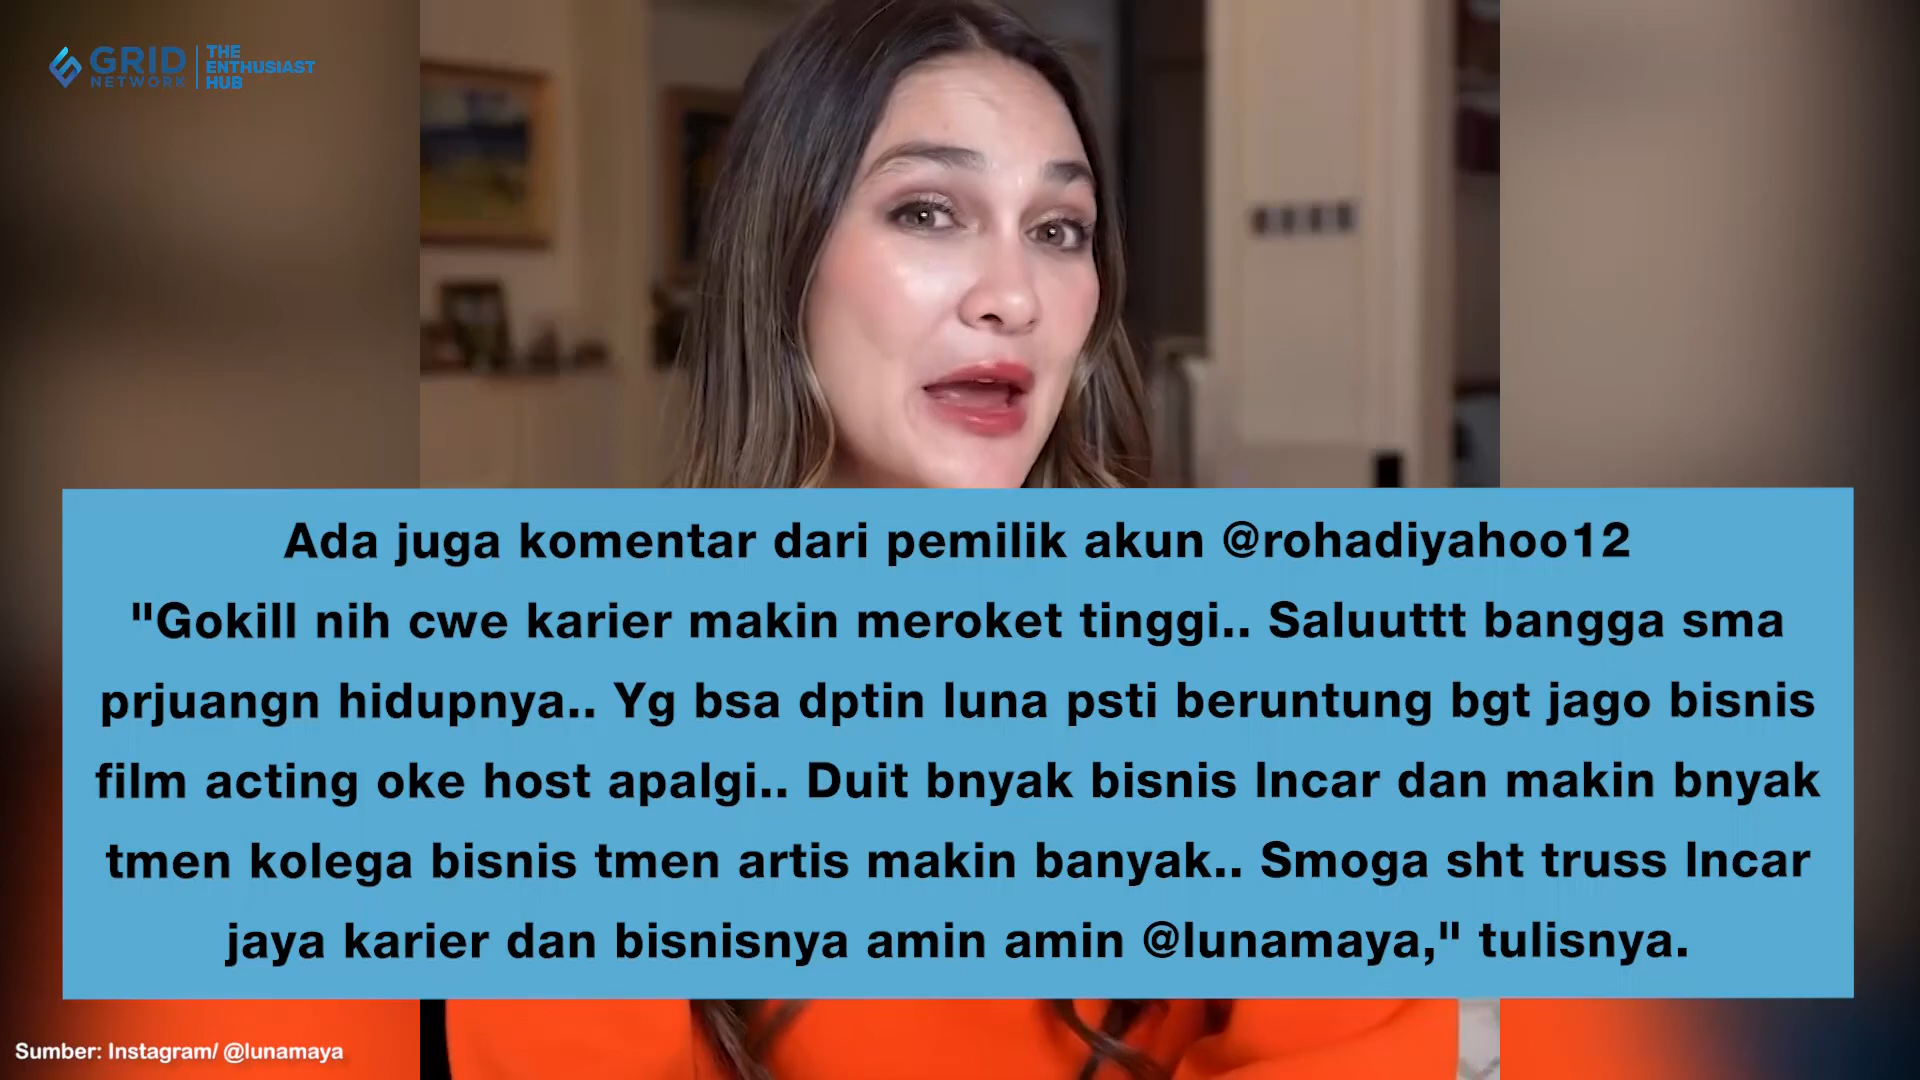 GRID
NETWORK
THE
ENTHUSIAST
HUB
Ada juga komentar dari pemilik akun @rohadiyahoo12
"Gokill nih cwe karier makin meroket tinggi.. Saluuttt bangga sma
prjuangn hidupnya.. Yg bsa dptin luna psti beruntung bgt jago bisnis
film acting oke host apalgi.. Duit bnyak bisnis lncar dan makin bnyak
tmen kolega bisnis tmen artis makin banyak.. Smoga sht truss lncar
jaya karier dan bisnisnya amin amin @lunamaya," tulisnya.
Sumber: Instagram/ @lunamaya